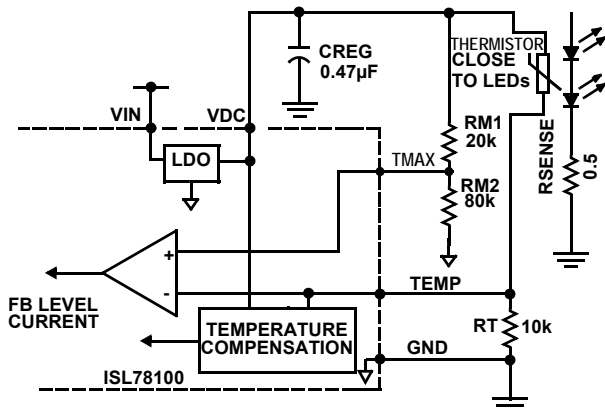 CREG
0.47µF
THERMISTOR
CLOSE
TO LEDs
VIN
VDC
LDO
TMAX
RM1
20k
RM2
80k
RSENSE
0.5
+
-
FB LEVEL
CURRENT
TEMP
TEMPERATURE
COMPENSATION
RT
10k
GND
ISL78100